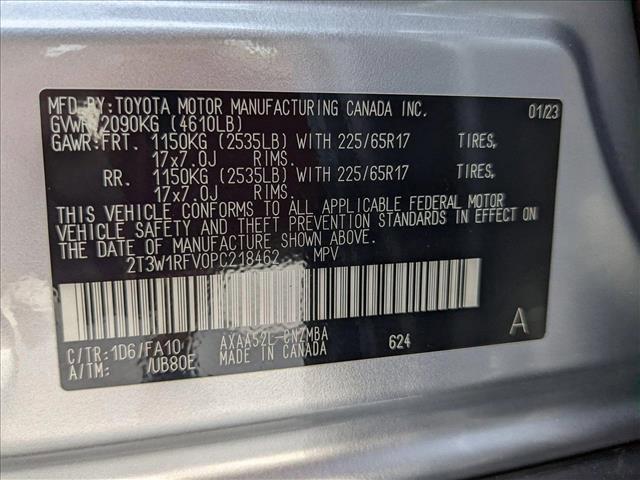 MFD.BY:TOYOTA MOTOR MANUFACTURING CANADA INC. 01/23
GVWR 2090KG (4610LB)
GAWR:FRT. 1150KG (2535LB) WITH 225/65R17 TIRES,
17x7.0J RIMS.
RR. 1150KG (2535LB) WITH 225/65R17 TIRES,
17x7.0J RIMS.
THIS VEHICLE CONFORMS TO ALL APPLICABLE FEDERAL MOTOR
VEHICLE SAFETY AND THEFT PREVENTION STANDARDS IN EFFECT ON
THE DATE OF MANUFACTURE SHOWN ABOVE.
2T3W1RFV0PC218462 MPV
A
C/TR:1D6/FA10 AXAA52L-CNZMBA 624
A/TM: /UB80E MADE IN CANADA